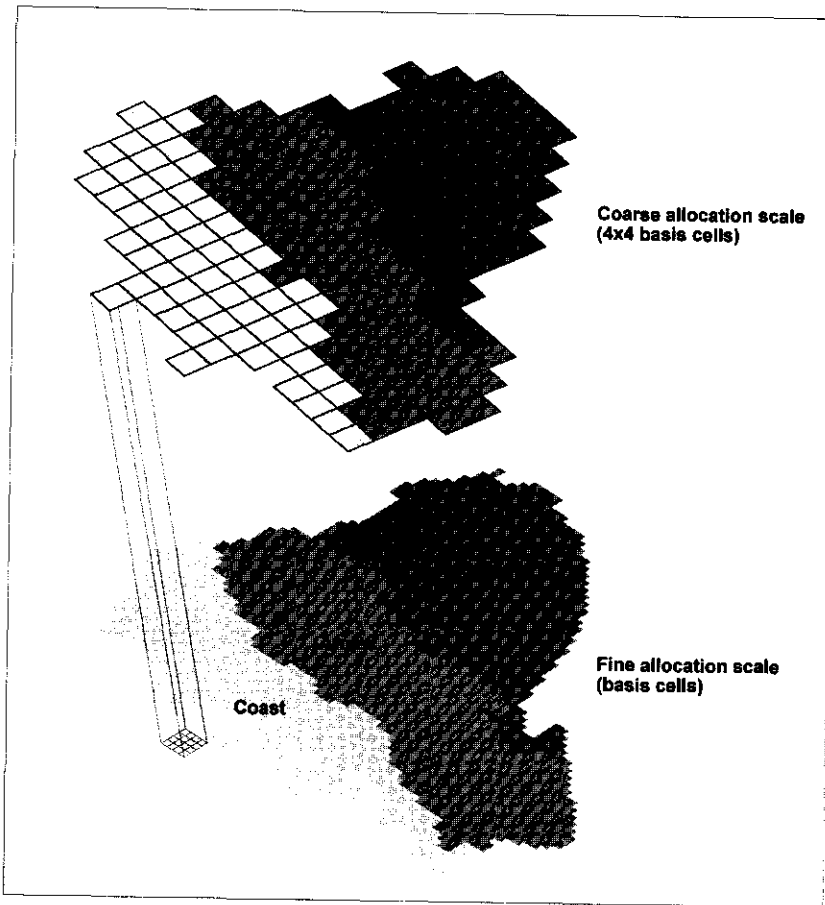 Coarse allocation scale
(4x4 basis cells)
Fine allocation scale
(basis cells)
Coast